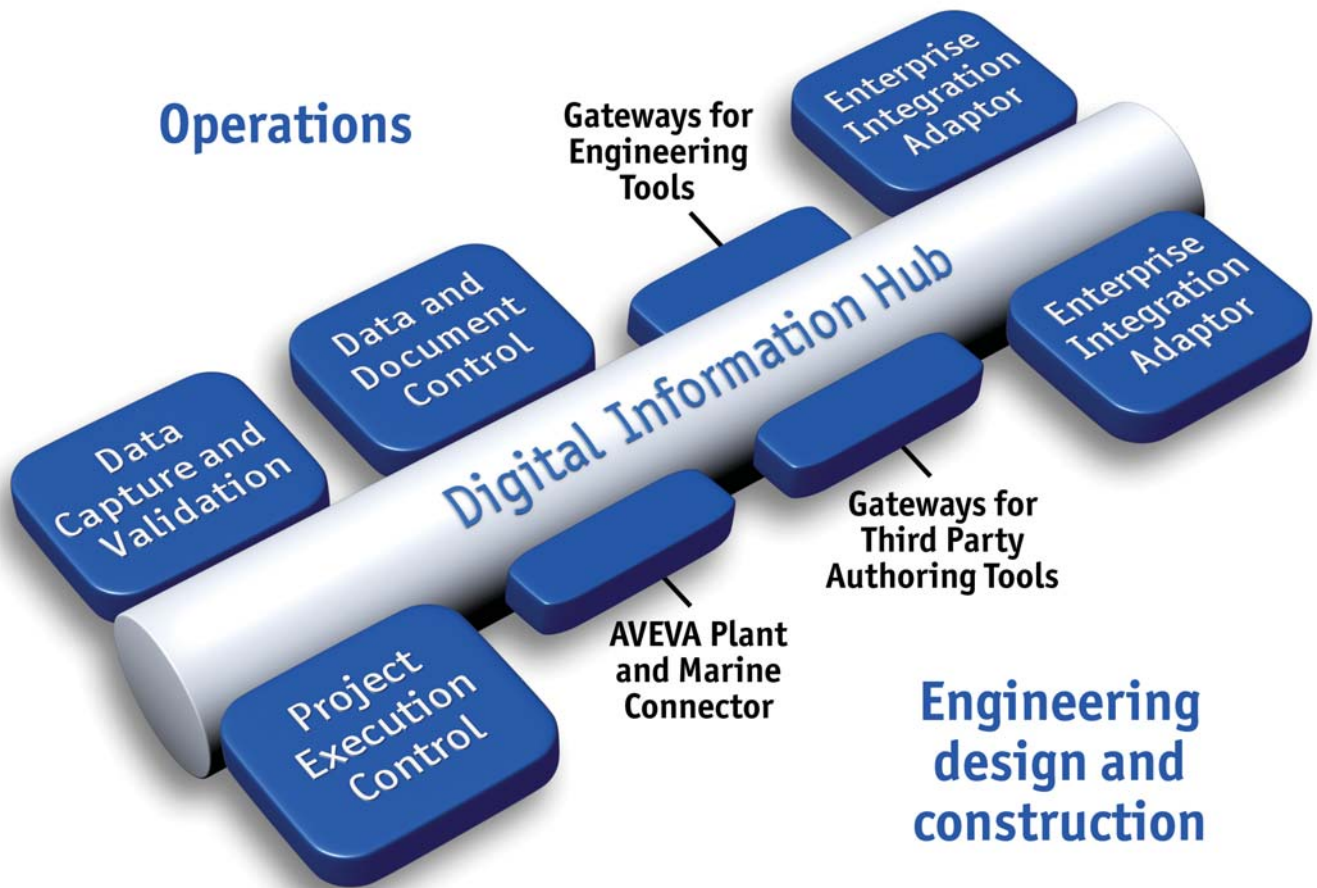 Operations
Gateways for
Engineering
Tools
Enterprise
Integration
Adaptor
Data and
Document
Control
Data
Capture and
Validation
Digital Information Hub
Enterprise
Integration
Adaptor
Gateways for
Third Party
Authoring Tools
AVEVA Plant
and Marine
Connector
Project
Execution
Control
Engineering
design and
construction